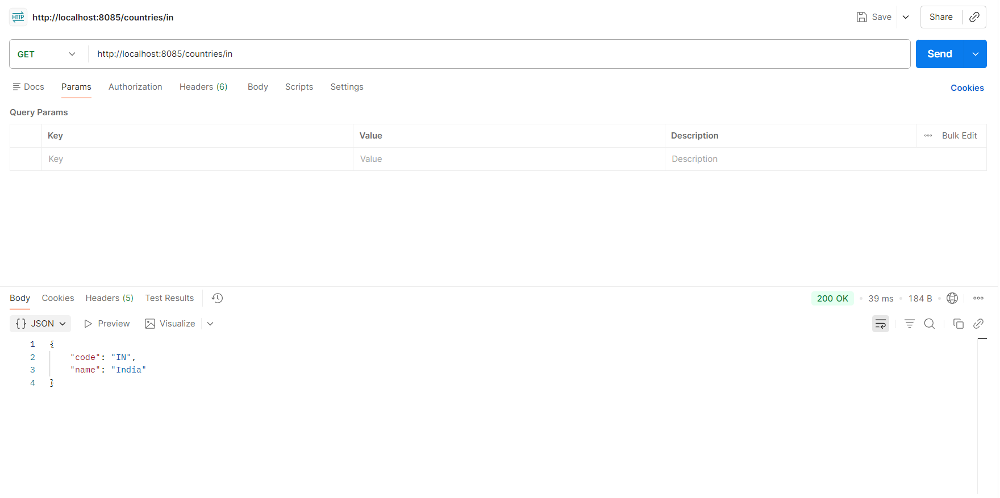 HTTP http://localhost:8085/countries/in Save Share
GET http://localhost:8085/countries/in Send
Docs Params Authorization Headers (6) Body Scripts Settings Cookies
Query Params
Key Value Description Bulk Edit
Key Value Description
Body Cookies Headers (5) Test Results 200 OK 39 ms 184 B
{} JSON Preview Visualize
1 {
2 "code": "IN",
3 "name": "India"
4 }